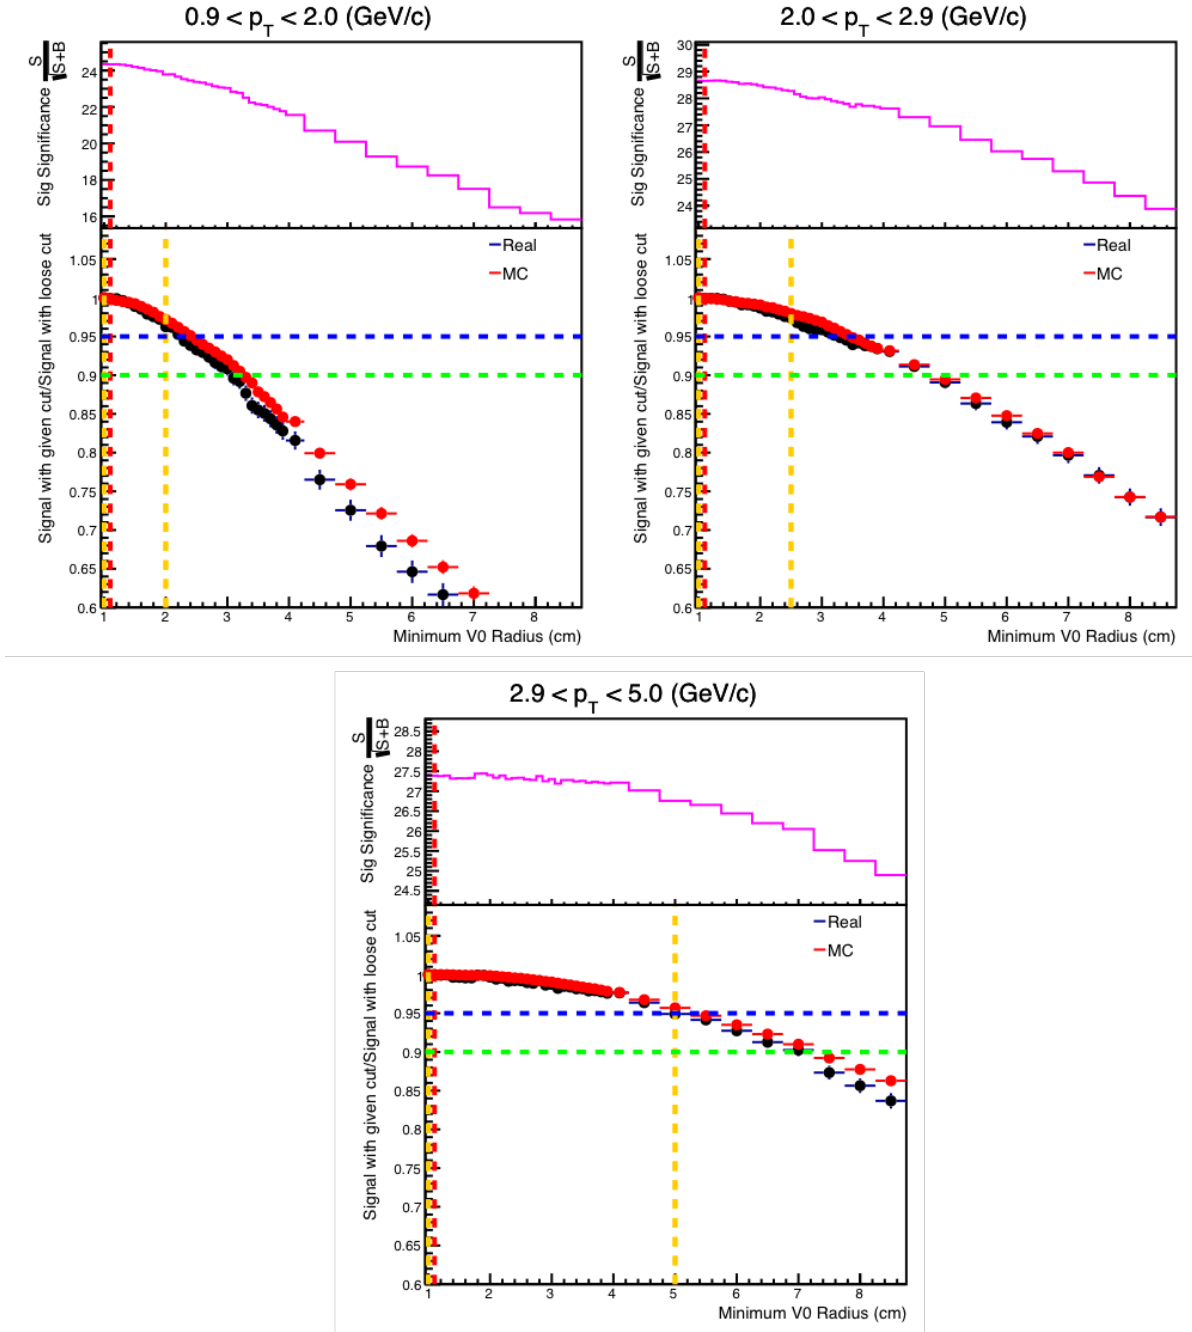 0.9 < pT < 2.0 (GeV/c)
Sig Significance S/√S+B
24
22
20
18
16
Signal with given cut/Signal with loose cut
Real
MC
1.05
1
0.95
0.9
0.85
0.8
0.75
0.7
0.65
0.6
1 2 3 4 5 6 7 8
Minimum V0 Radius (cm)
2.0 < pT < 2.9 (GeV/c)
Sig Significance S/√S+B
30
29
28
27
26
25
24
Signal with given cut/Signal with loose cut
Real
MC
1.05
1
0.95
0.9
0.85
0.8
0.75
0.7
0.65
0.6
1 2 3 4 5 6 7 8
Minimum V0 Radius (cm)
2.9 < pT < 5.0 (GeV/c)
Sig Significance S/√S+B
28.5
28
27.5
27
26.5
26
25.5
25
24.5
Signal with given cut/Signal with loose cut
Real
MC
1.05
1
0.95
0.9
0.85
0.8
0.75
0.7
0.65
0.6
1 2 3 4 5 6 7 8
Minimum V0 Radius (cm)